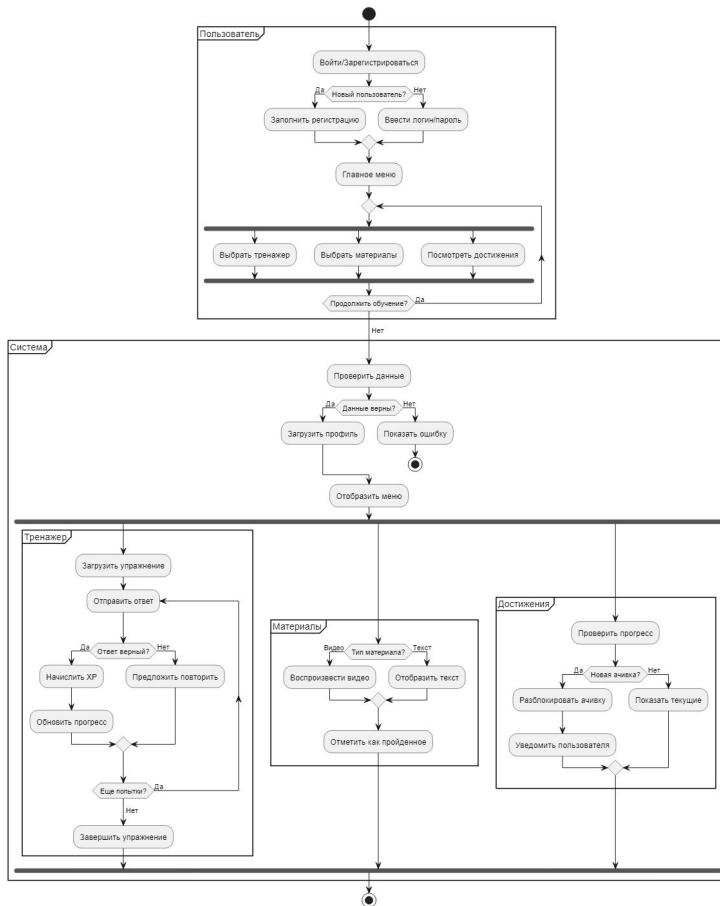 Пользователь
Войти/Зарегистрироваться
Да
Новый пользователь?
Нет
Заполнить регистрацию
Ввести логин/пароль
Главное меню
Выбрать тренажер
Выбрать материалы
Посмотреть достижения
Продолжить обучение?
Да
Нет
Система
Проверить данные
Да
Данные верны?
Нет
Загрузить профиль
Показать ошибку
Отобразить меню
Тренажер
Загрузить упражнение
Отправить ответ
Да
Ответ верный?
Нет
Начислить XP
Предложить повторить
Обновить прогресс
Еще попытки?
Да
Нет
Завершить упражнение
Материалы
Видео
Тип материала?
Текст
Воспроизвести видео
Отобразить текст
Отметить как пройденное
Достижения
Проверить прогресс
Да
Новая ачивка?
Нет
Разблокировать ачивку
Показать текущие
Уведомить пользователя